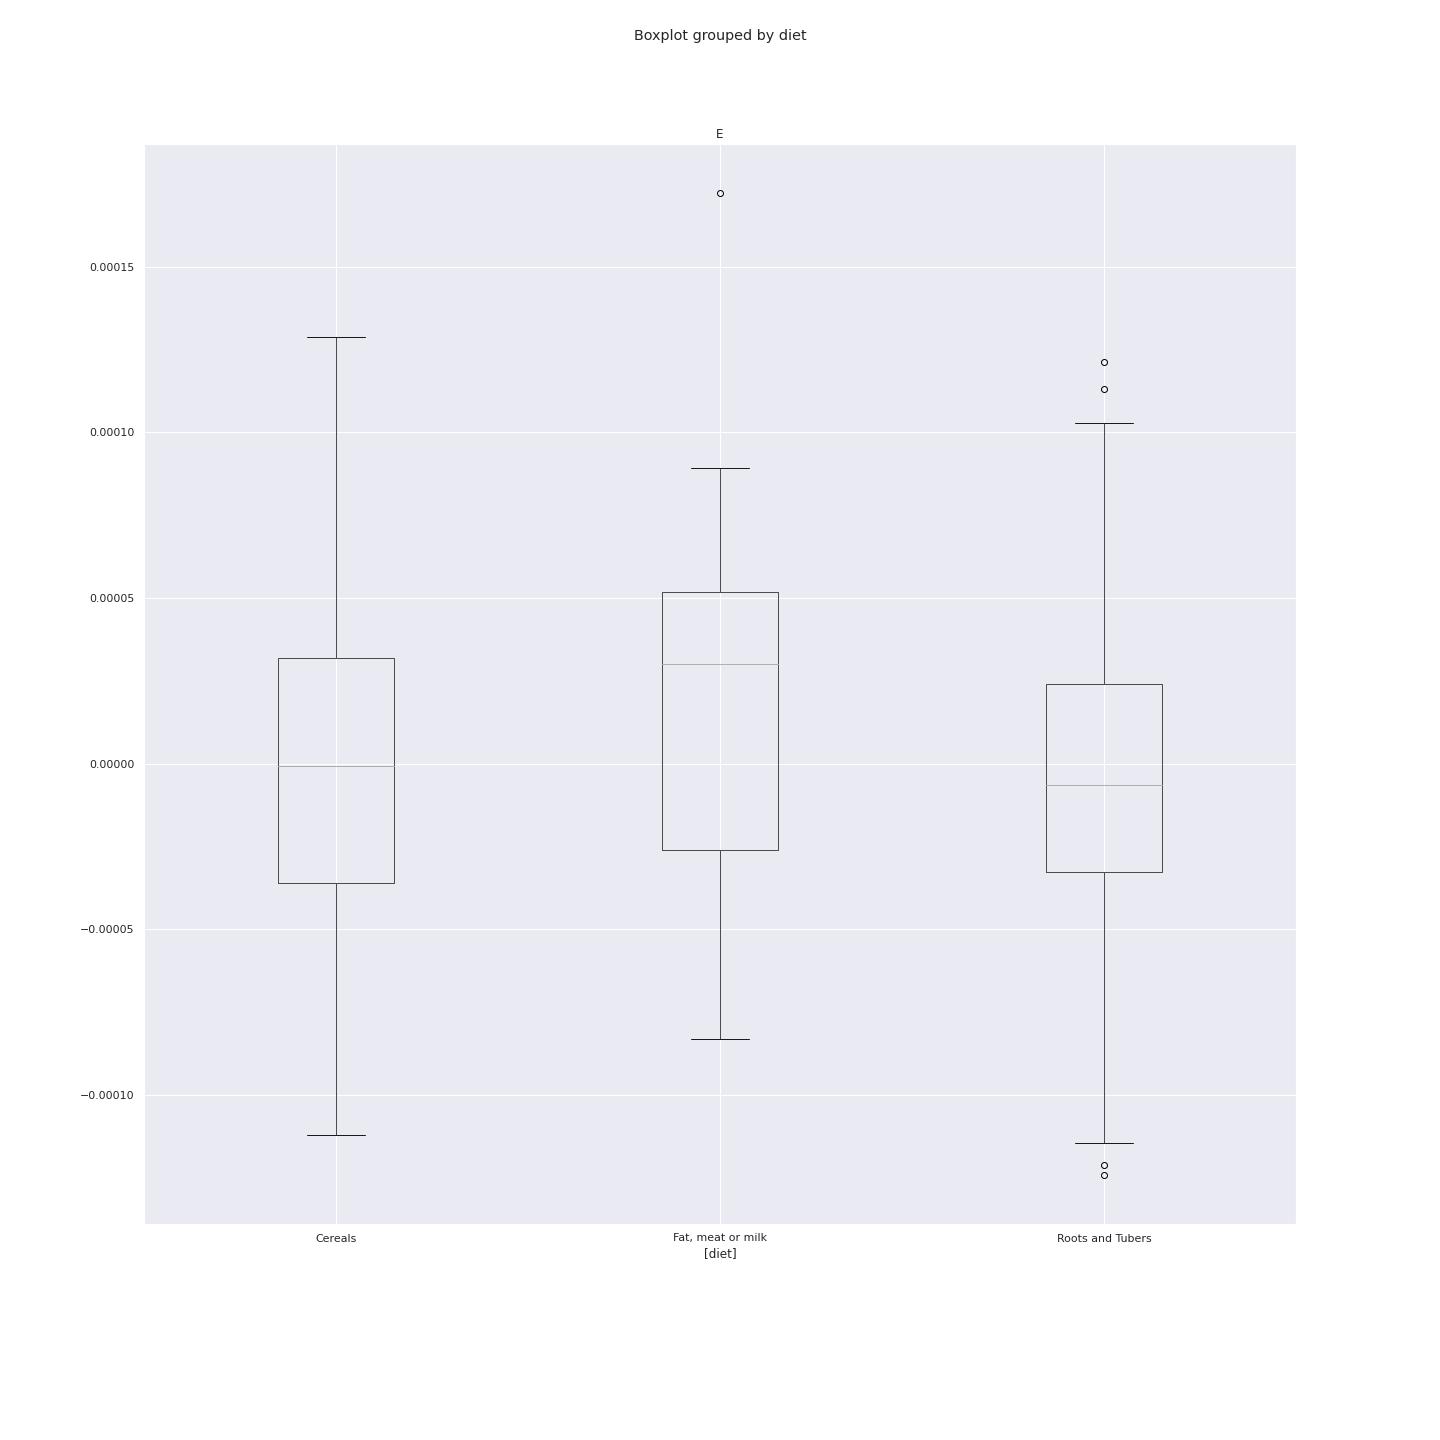 Boxplot grouped by diet
E
0.00015
0.00010
0.00005
0.00000
−0.00005
−0.00010
Cereals
Fat, meat or milk
Roots and Tubers
[diet]